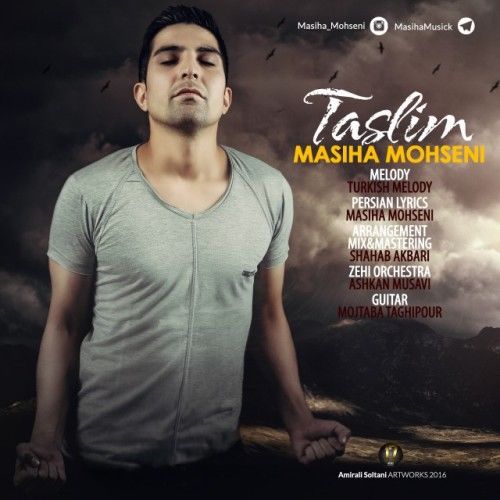 Masiha_Mohseni
MasihaMusick
Taslim
MASIHA MOHSENI
MELODY
TURKISH MELODY
PERSIAN LYRICS
MASIHA MOHSENI
ARRANGEMENT
MIX&MASTERING
SHAHAB AKBARI
ZEHI ORCHESTRA
ASHKAN MUSAVI
GUITAR
MOJTABA TAGHIPOUR
Amirali Soltani ARTWORKS 2016